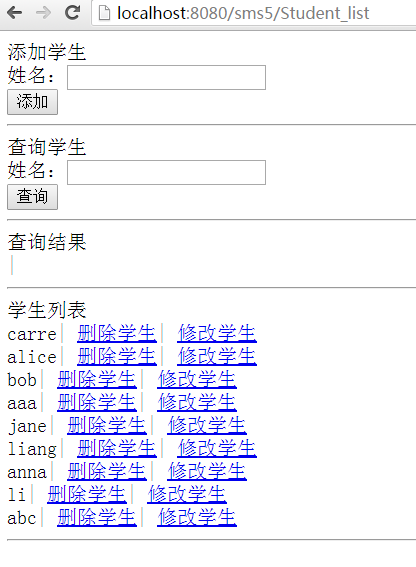 localhost:8080/sms5/Student_list
添加学生
姓名：
添加
查询学生
姓名：
查询
查询结果
|
学生列表
carre| 删除学生| 修改学生
alice| 删除学生| 修改学生
bob| 删除学生| 修改学生
aaa| 删除学生| 修改学生
jane| 删除学生| 修改学生
liang| 删除学生| 修改学生
anna| 删除学生| 修改学生
li| 删除学生| 修改学生
abc| 删除学生| 修改学生